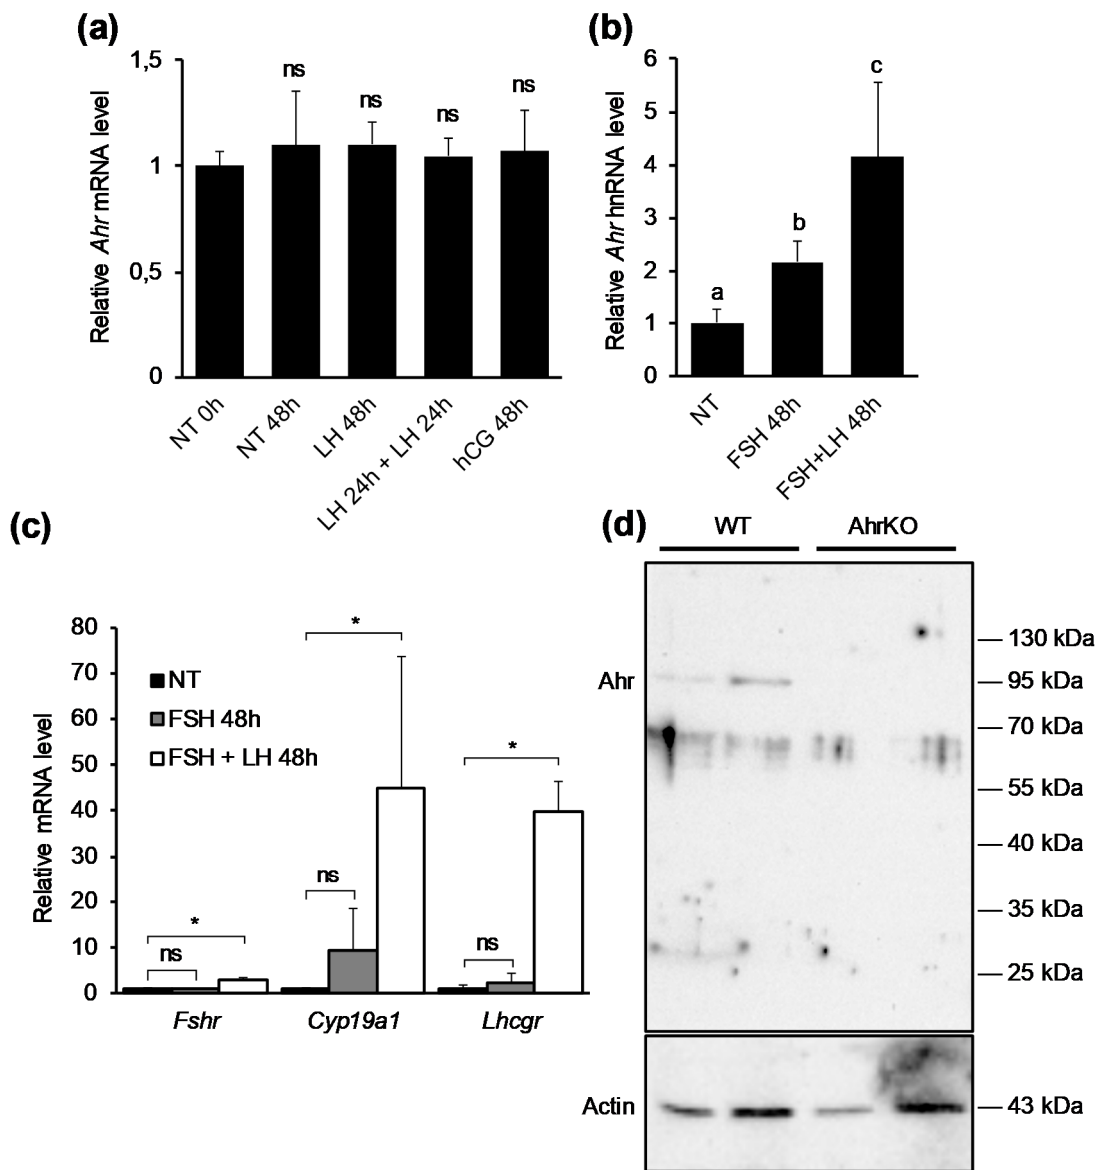 (a)
1,5
1
0,5
0
Relative Ahr mRNA level
ns
ns
ns
ns
NT 0h
NT 48h
LH 48h
LH 24h + LH 24h
hCG 48h
(b)
6
5
4
3
2
1
0
Relative Ahr hnRNA level
a
b
c
NT
FSH 48h
FSH+LH 48h
(c)
80
70
60
50
40
30
20
10
0
Relative mRNA level
NT
FSH 48h
FSH + LH 48h
*
ns
*
ns
*
ns
Fshr
Cyp19a1
Lhcgr
(d)
WT
AhrKO
Ahr
130 kDa
95 kDa
70 kDa
55 kDa
40 kDa
35 kDa
25 kDa
Actin
43 kDa